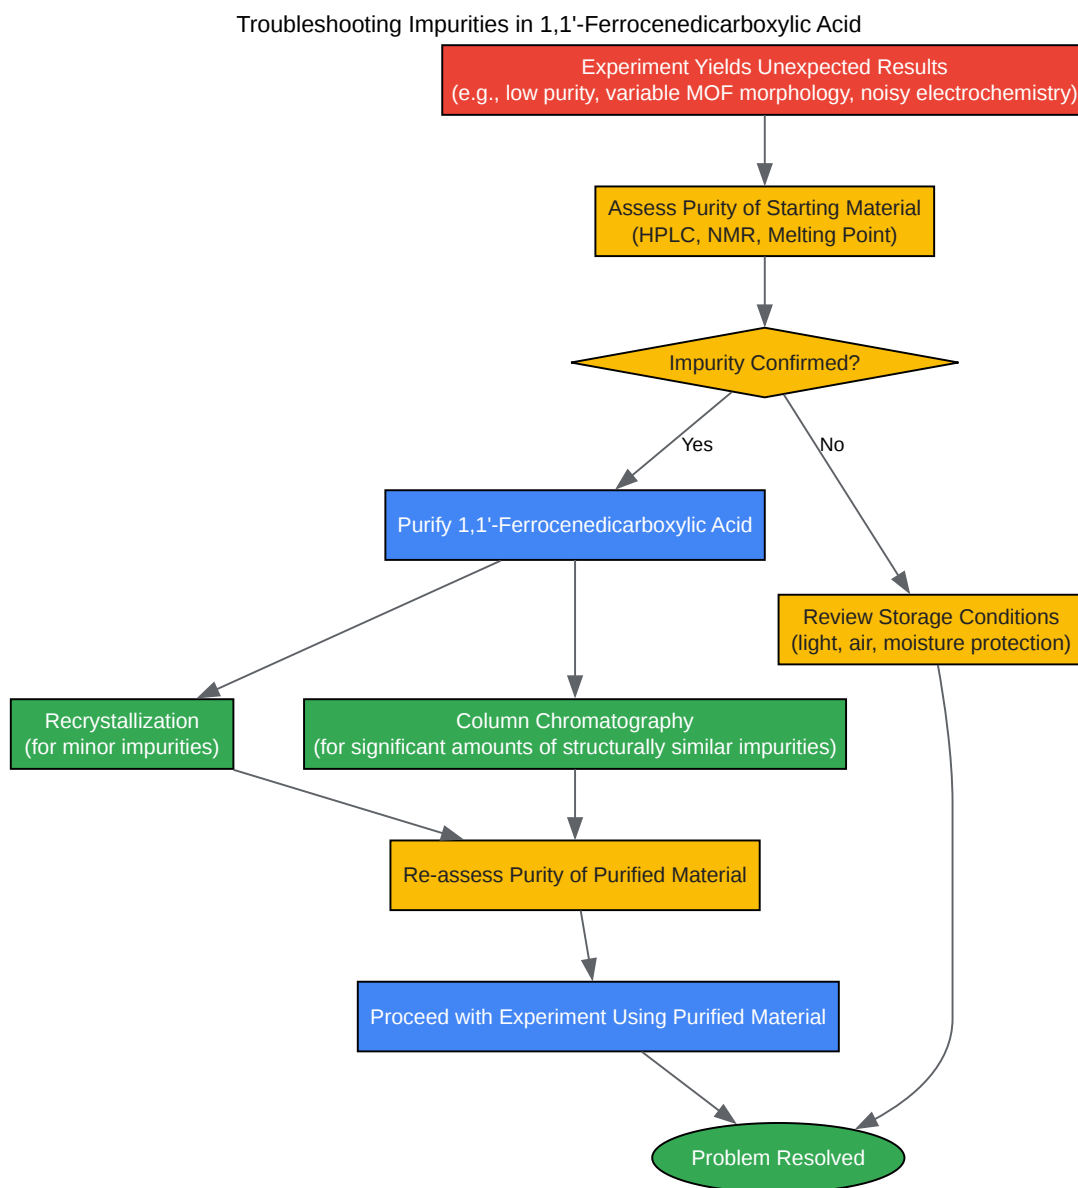 Troubleshooting Impurities in 1,1'-Ferrocenedicarboxylic Acid
Experiment Yields Unexpected Results
(e.g., low purity, variable MOF morphology, noisy electrochemistry)
Assess Purity of Starting Material
(HPLC, NMR, Melting Point)
Impurity Confirmed?
Yes
No
Purify 1,1'-Ferrocenedicarboxylic Acid
Review Storage Conditions
(light, air, moisture protection)
Recrystallization
(for minor impurities)
Column Chromatography
(for significant amounts of structurally similar impurities)
Re-assess Purity of Purified Material
Proceed with Experiment Using Purified Material
Problem Resolved